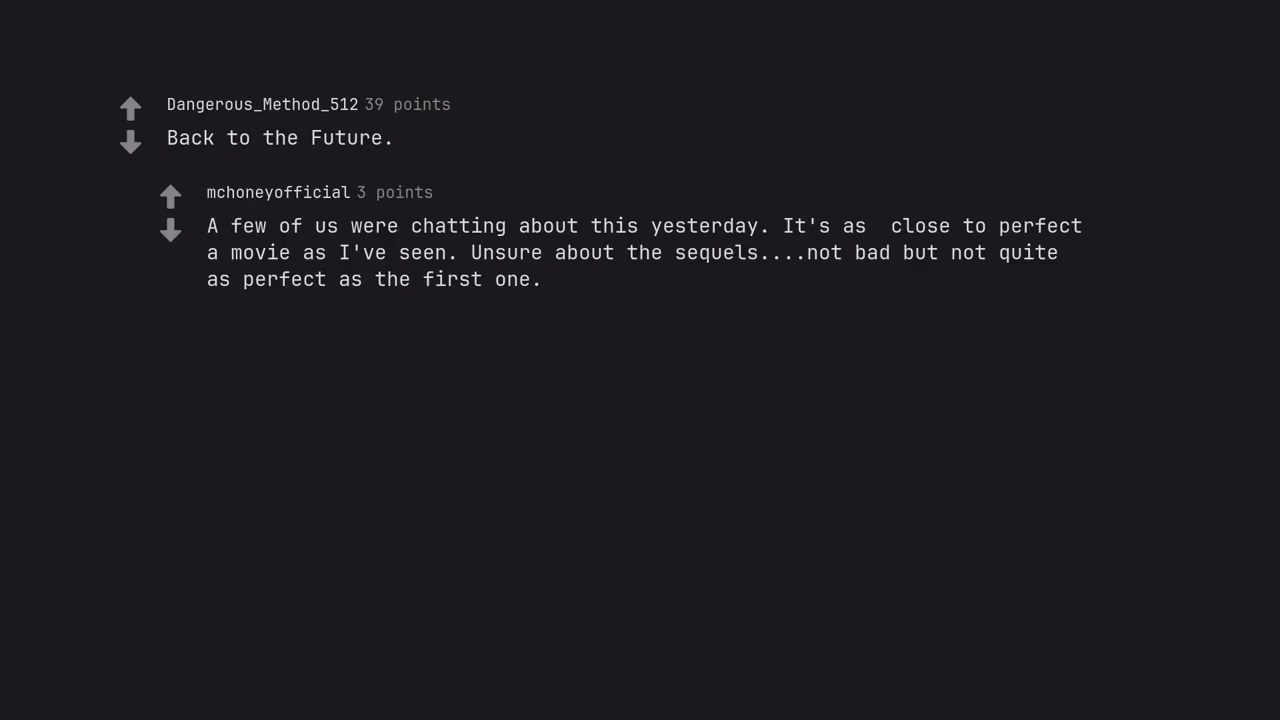 Dangerous_Method_512 39 points
Back to the Future.
mchoneyofficial 3 points
A few of us were chatting about this yesterday. It's as  close to perfect
a movie as I've seen. Unsure about the sequels....not bad but not quite
as perfect as the first one.